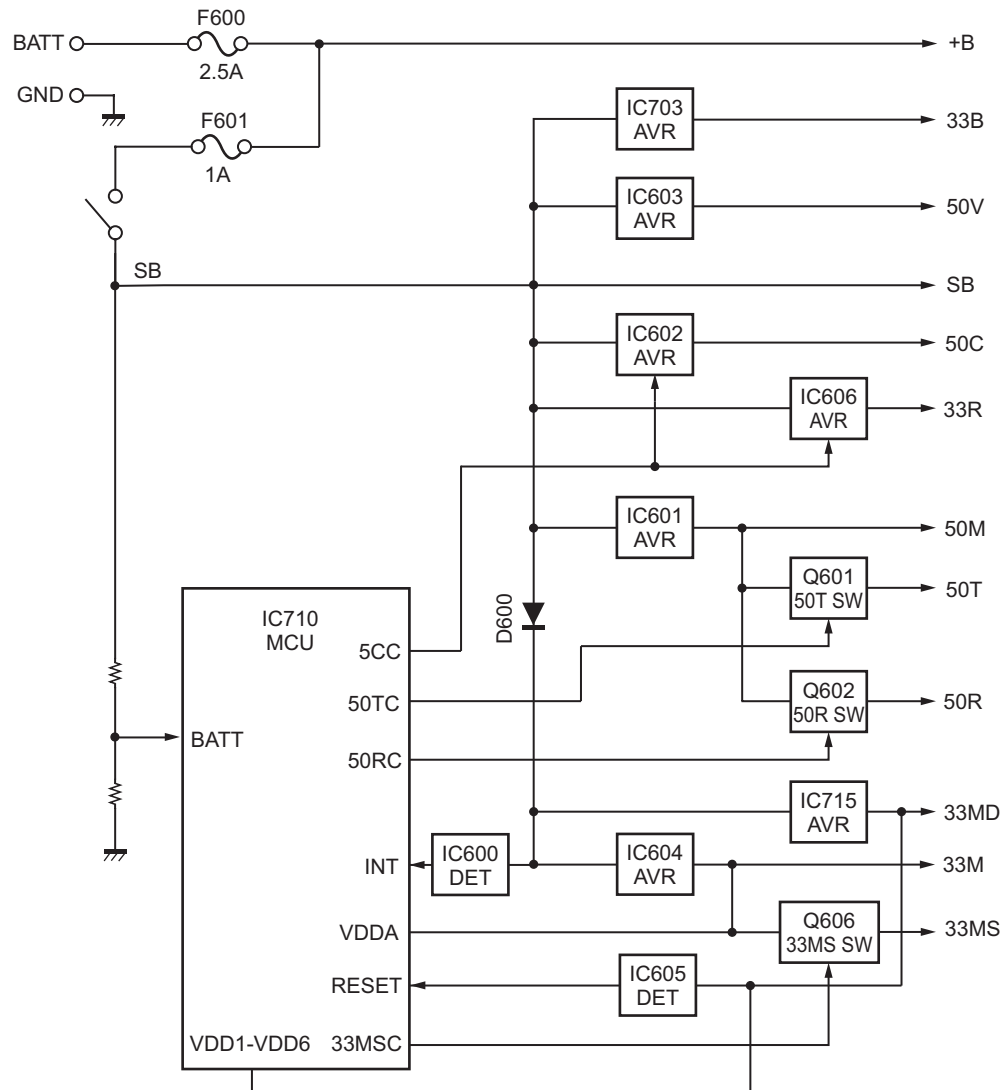 F600
BATT
+B
2.5A
GND
F601
1A
IC703
AVR
33B
IC603
AVR
50V
SB
SB
IC602
AVR
50C
IC606
AVR
33R
IC601
AVR
50M
Q601
50T SW
50T
D600
IC710
MCU
5CC
50TC
Q602
50R SW
50R
BATT
50RC
IC715
AVR
33MD
INT
IC600
DET
IC604
AVR
33M
VDDA
Q606
33MS SW
33MS
RESET
IC605
DET
VDD1-VDD6
33MSC